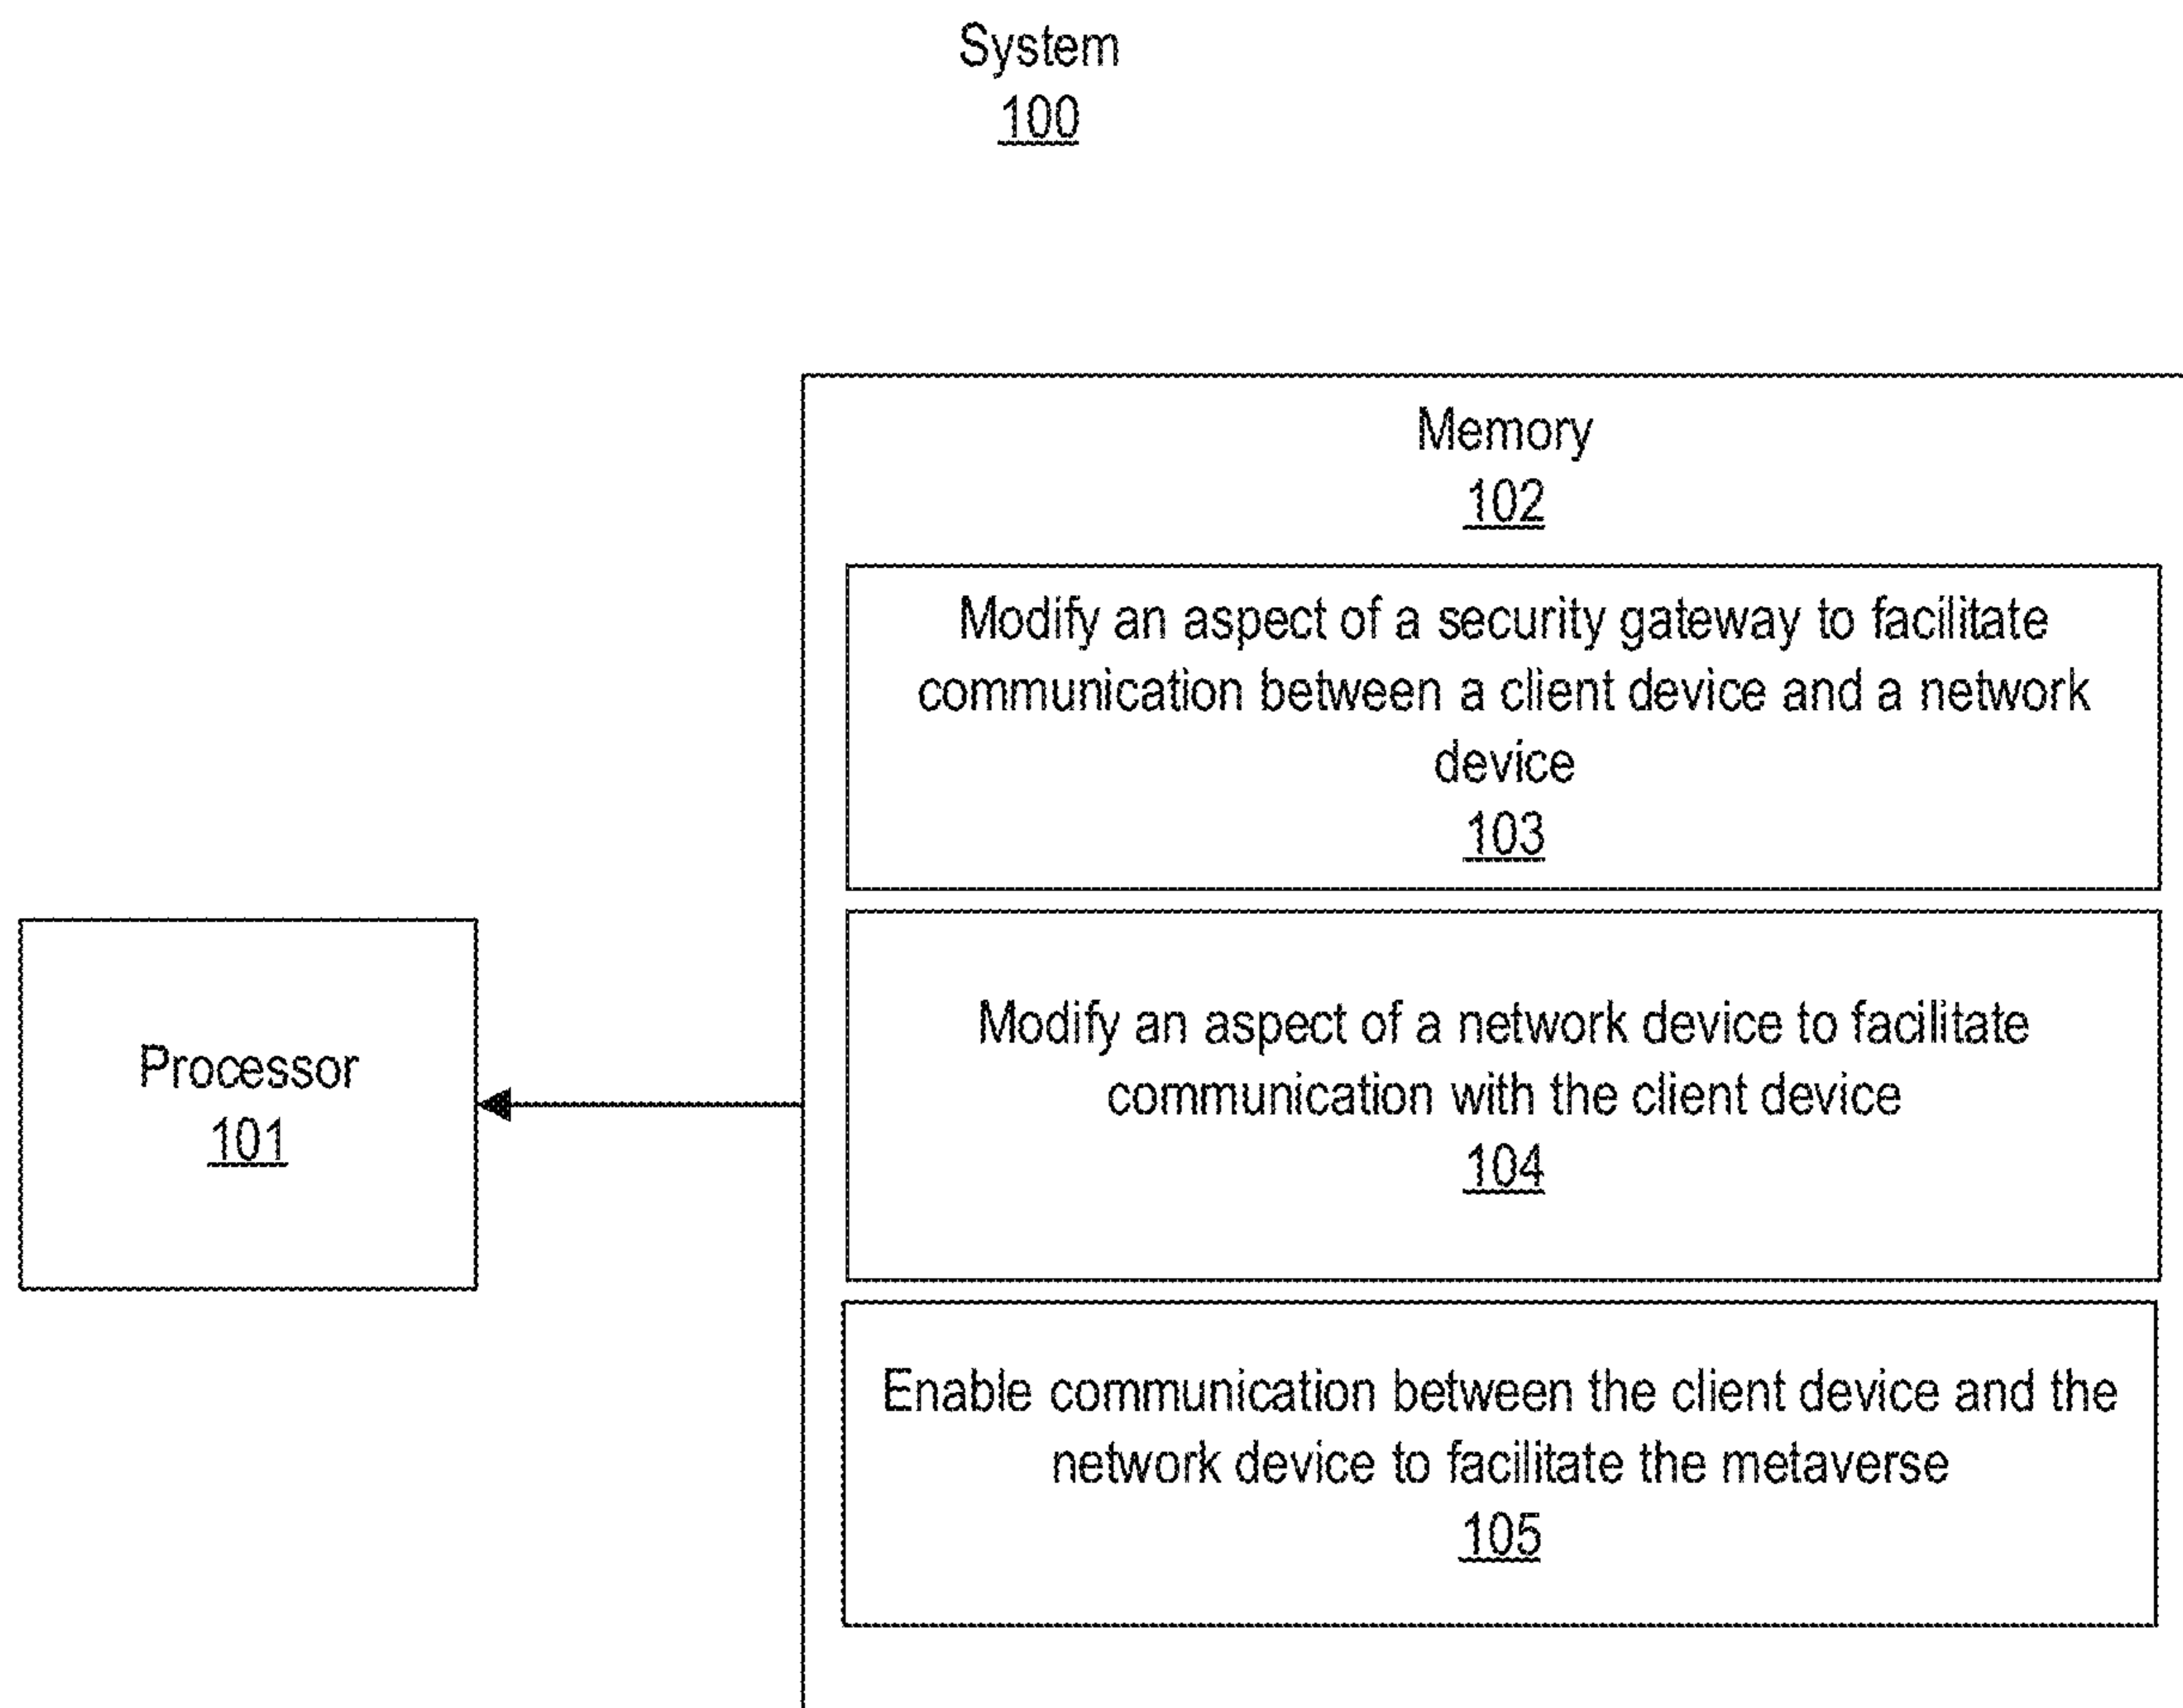 System
100
Memory
102
Modify an aspect of a security gateway to facilitate
communication between a client device and a network
device
103
Modify an aspect of a network device to facilitate
communication with the client device
104
Processor
101
Enable communication between the client device and the
network device to facilitate the metaverse
105